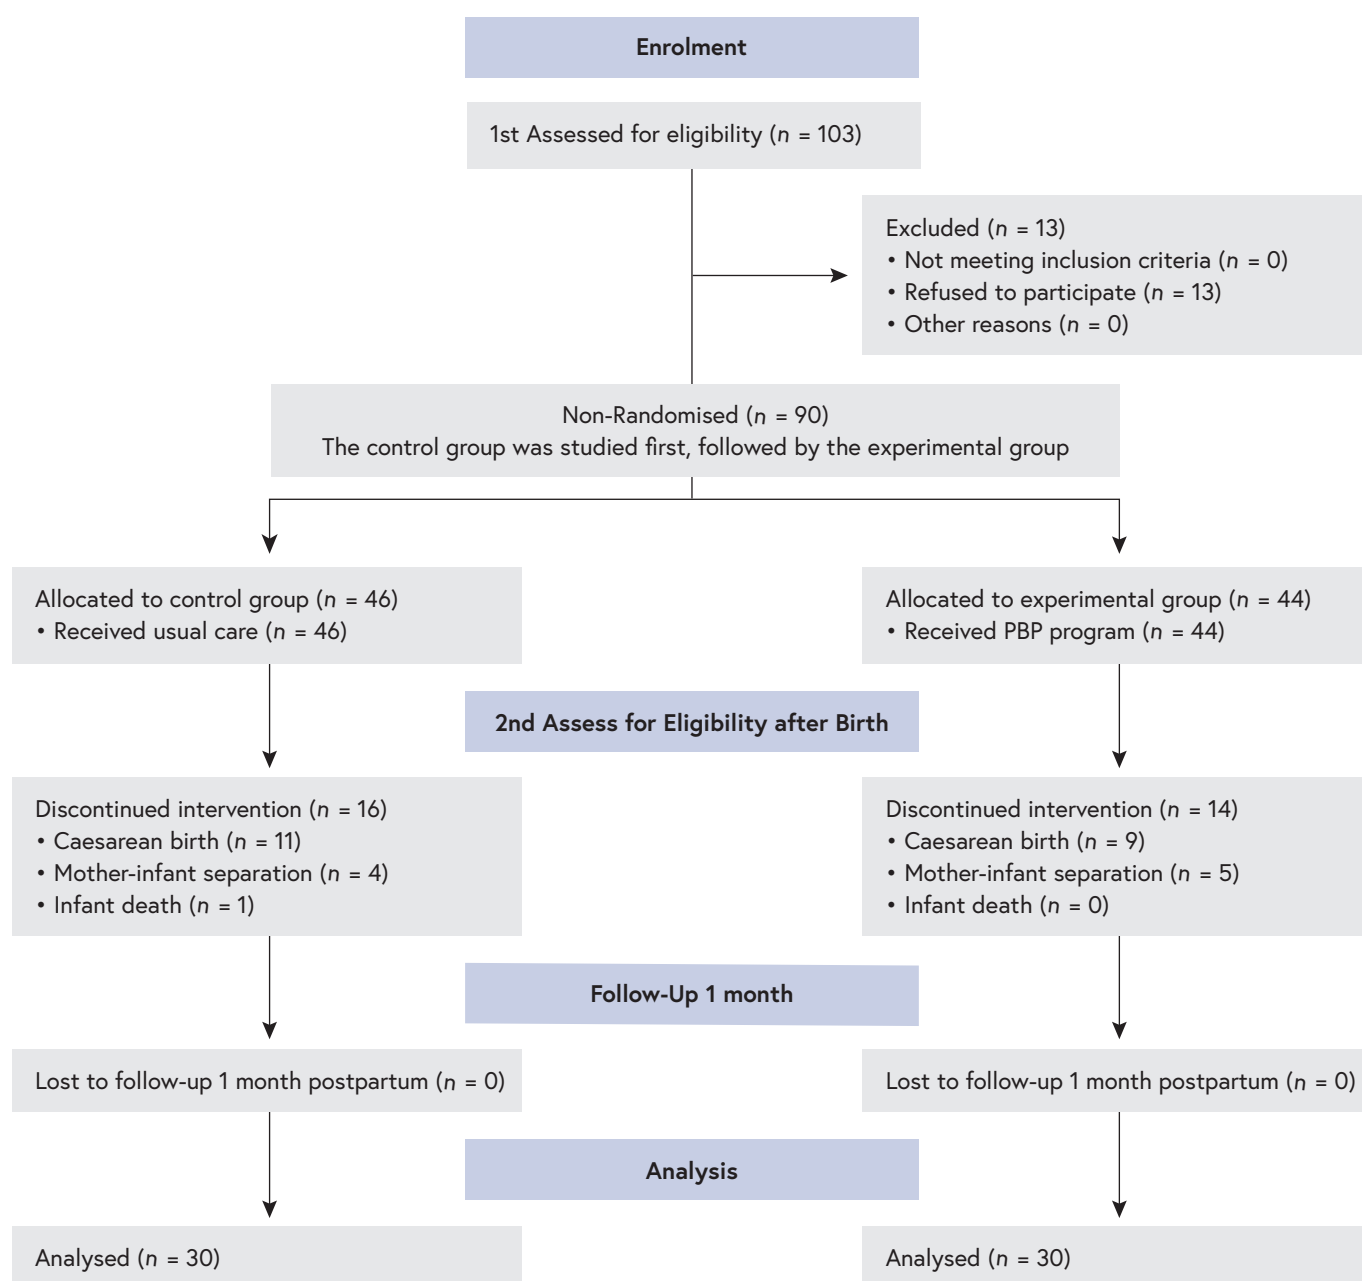 Enrolment
1st Assessed for eligibility (n = 103)
Excluded (n = 13)
• Not meeting inclusion criteria (n = 0)
• Refused to participate (n = 13)
• Other reasons (n = 0)
Non-Randomised (n = 90)
The control group was studied first, followed by the experimental group
Allocated to control group (n = 46)
• Received usual care (n = 46)
Allocated to experimental group (n = 44)
• Received PBP program (n = 44)
2nd Assess for Eligibility after Birth
Discontinued intervention (n = 16)
• Caesarean birth (n = 11)
• Mother-infant separation (n = 4)
• Infant death (n = 1)
Discontinued intervention (n = 14)
• Caesarean birth (n = 9)
• Mother-infant separation (n = 5)
• Infant death (n = 0)
Follow-Up 1 month
Lost to follow-up 1 month postpartum (n = 0)
Lost to follow-up 1 month postpartum (n = 0)
Analysis
Analysed (n = 30)
Analysed (n = 30)